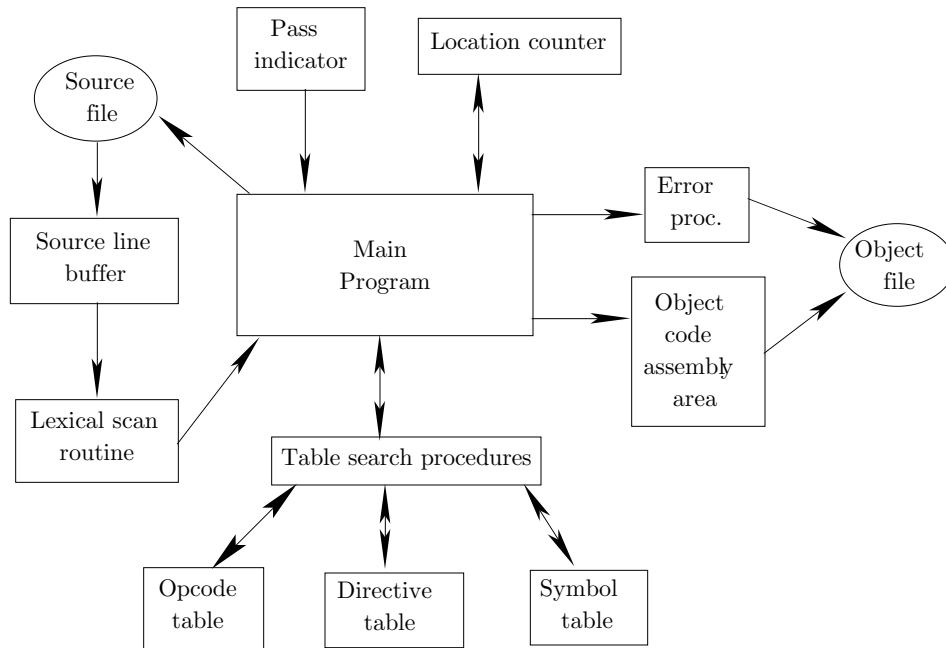 Pass
indicator
Location counter
Source
file
Error
proc.
Source line
buffer
Main
Program
Object
file
Object
code
assembly
area
Lexical scan
routine
Table search procedures
Opcode
table
Directive
table
Symbol
table